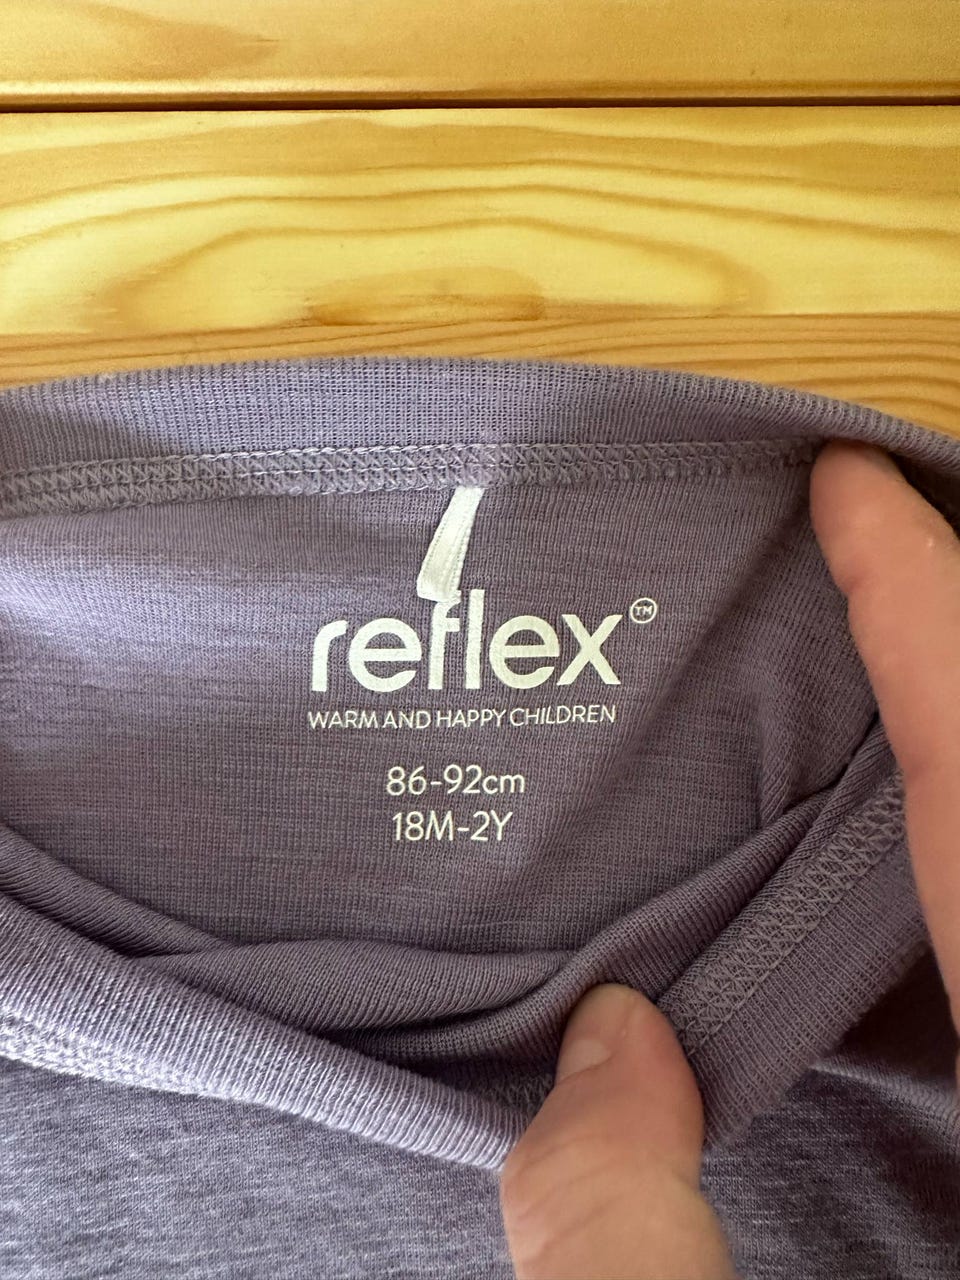 reflex™
WARM AND HAPPY CHILDREN
86-92cm
18M-2Y